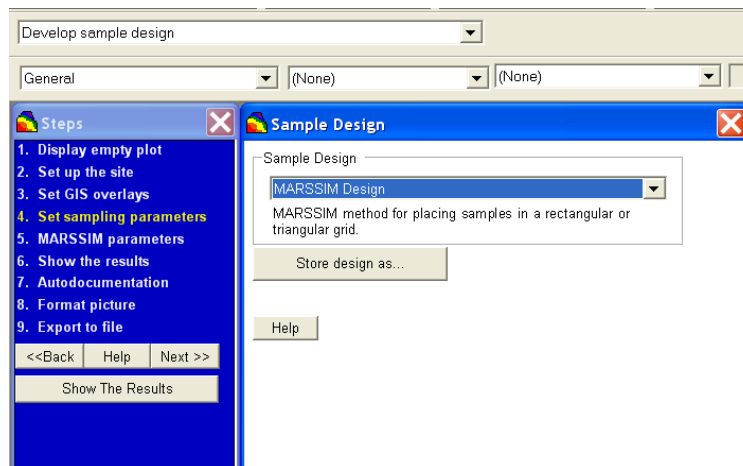 Develop sample design
General (None) (None)
Steps
1. Display empty plot
2. Set up the site
3. Set GIS overlays
4. Set sampling parameters
5. MARSSIM parameters
6. Show the results
7. Autodocumentation
8. Format picture
9. Export to file
<<Back Help Next >>
Show The Results
Sample Design
Sample Design
MARSSIM Design
MARSSIM method for placing samples in a rectangular or
triangular grid.
Store design as...
Help